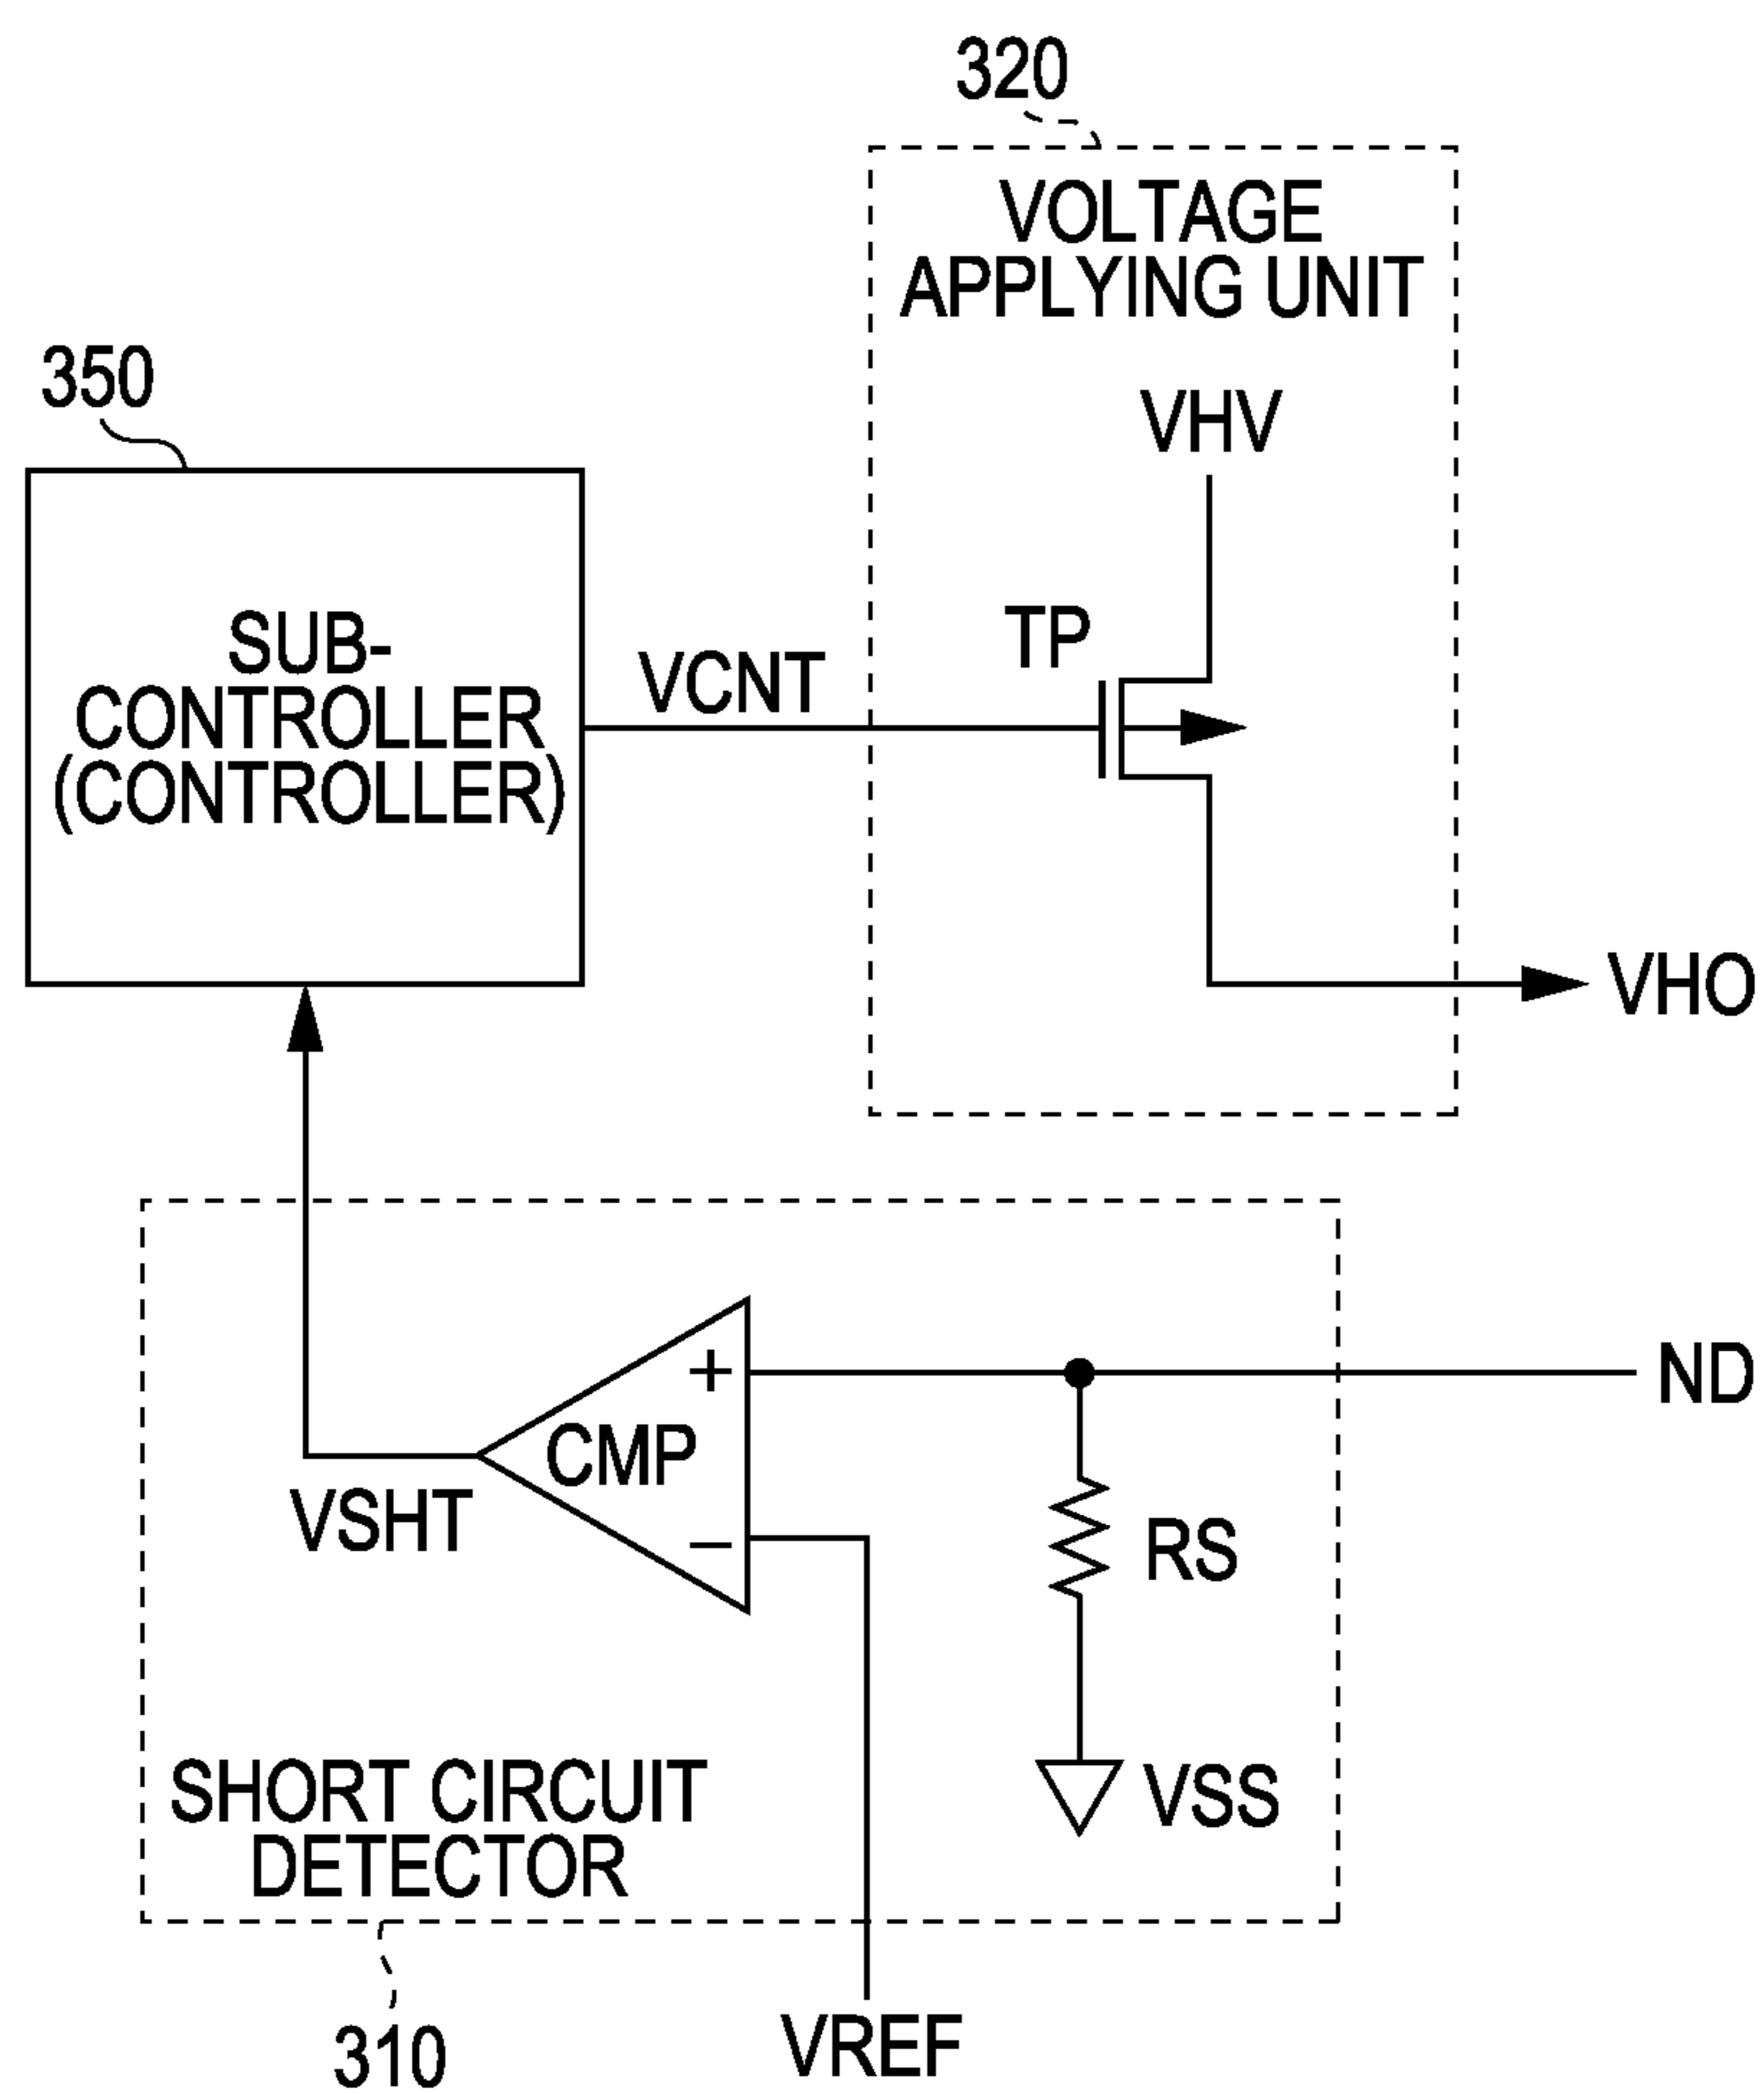 320
VOLTAGE
APPLYING UNIT
VHV
350
TP
SUB-
CONTROLLER
(CONTROLLER)
VCNT
VHO
+
CMP
−
ND
VSHT
RS
VSS
SHORT CIRCUIT
DETECTOR
310
VREF